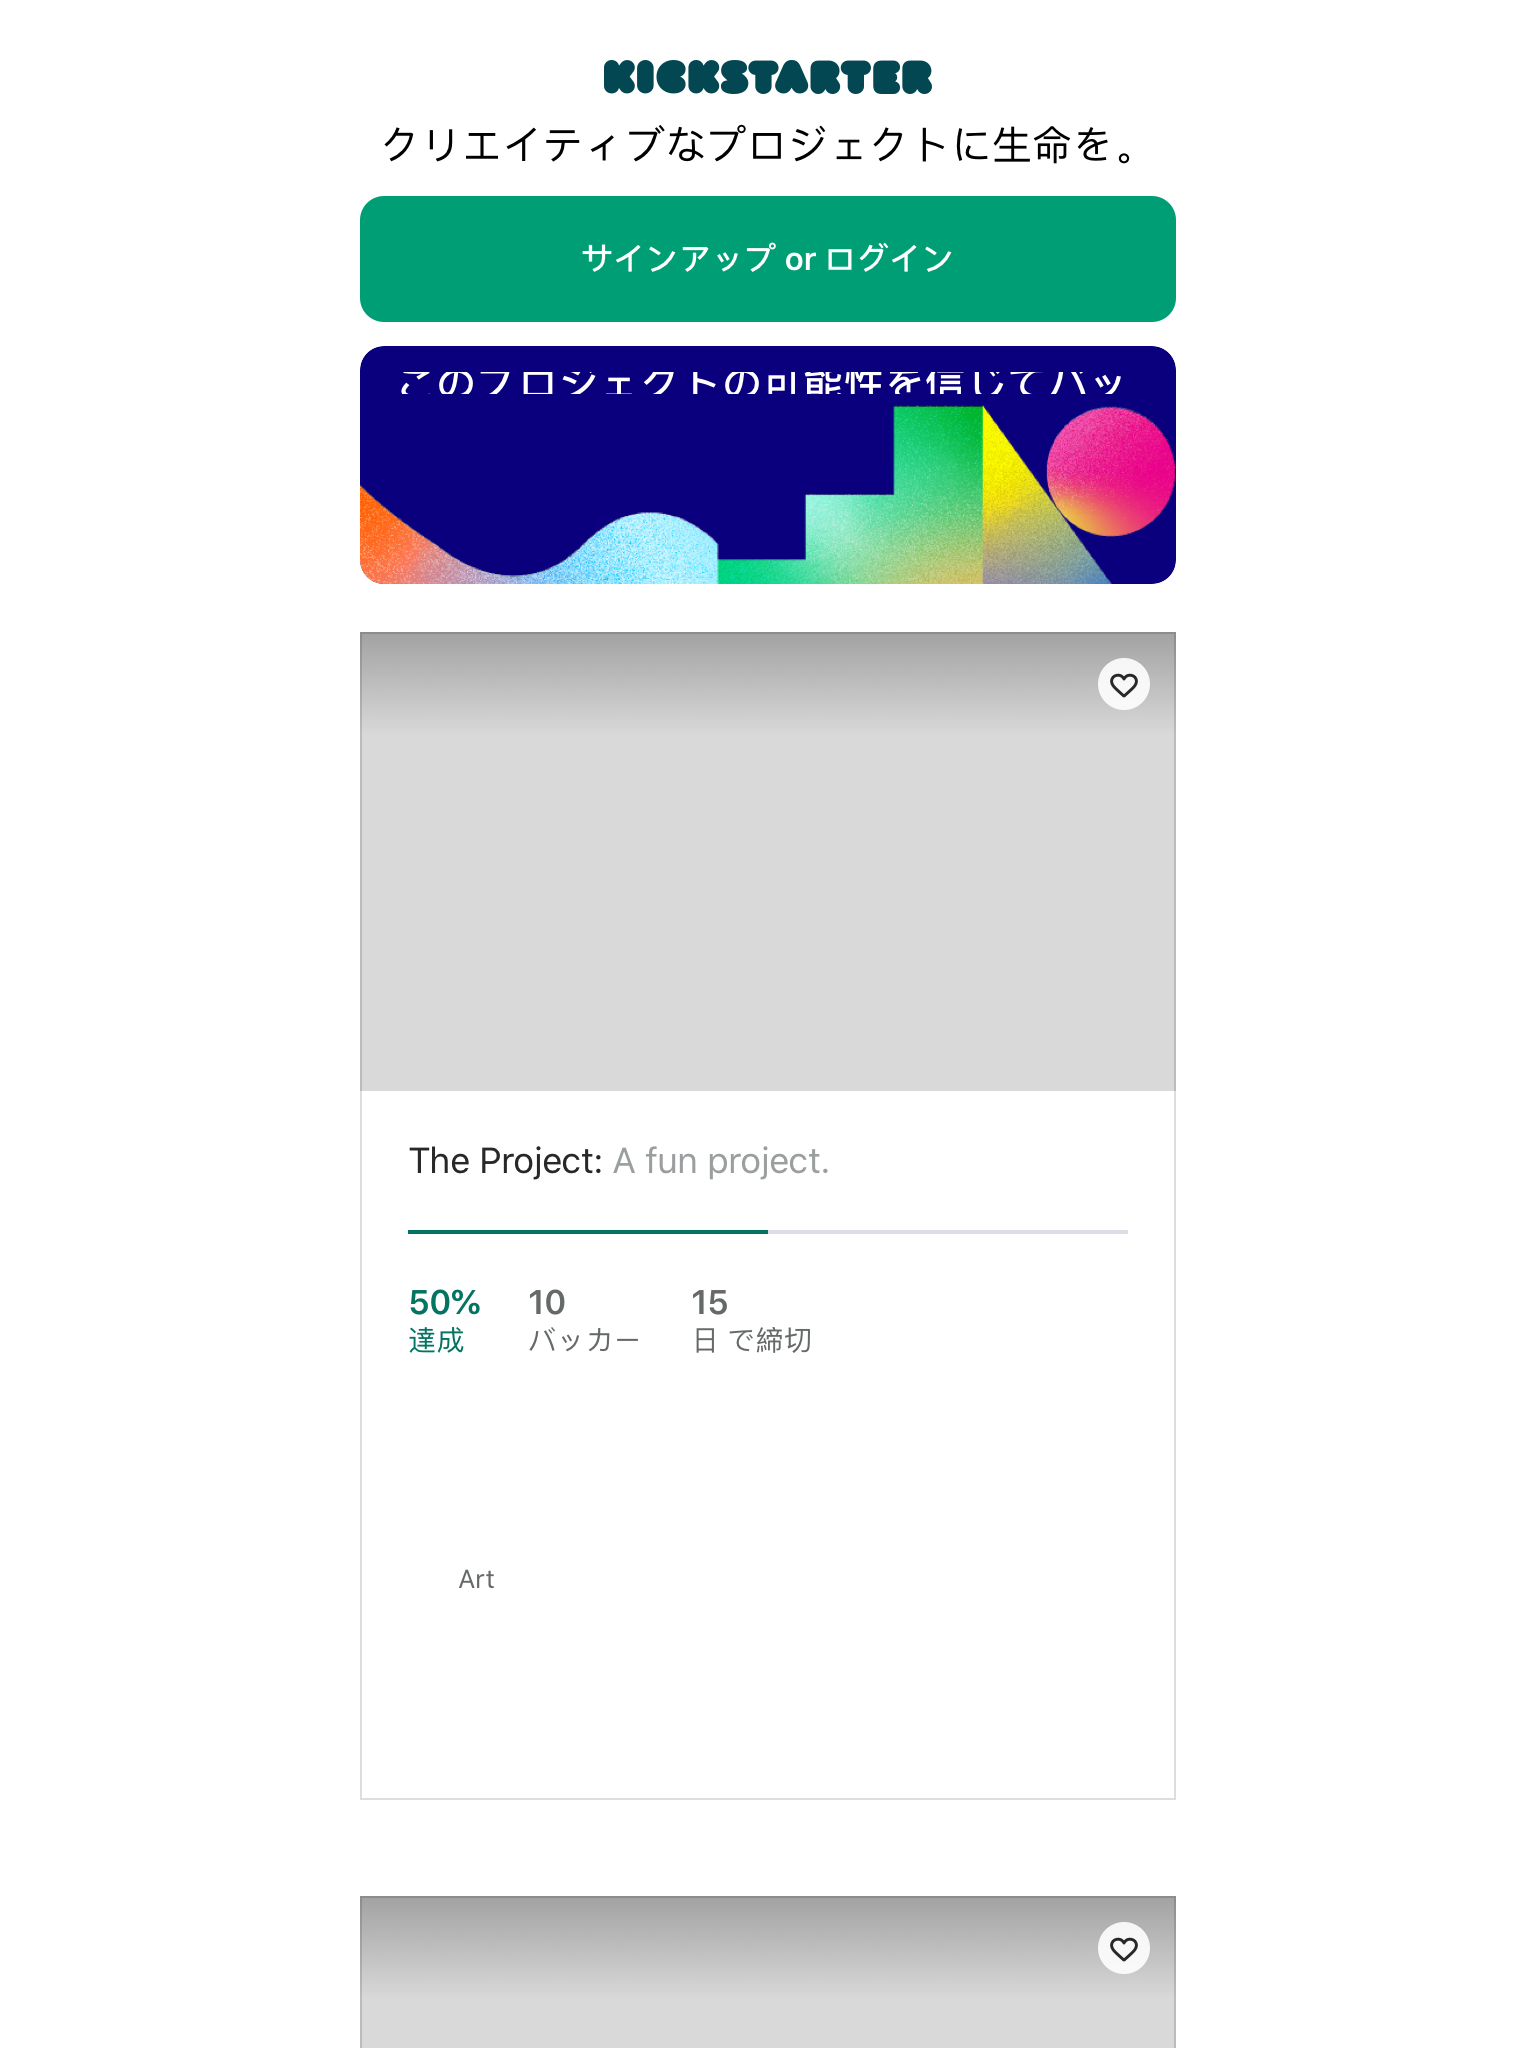 KICKSTARTER
クリエイティブなプロジェクトに生命を。
サインアップ or ログイン
このプロジェクトの可能性を信じてバッ
The Project: A fun project.
50% 10 15
達成 バッカー 日 で締切
Art